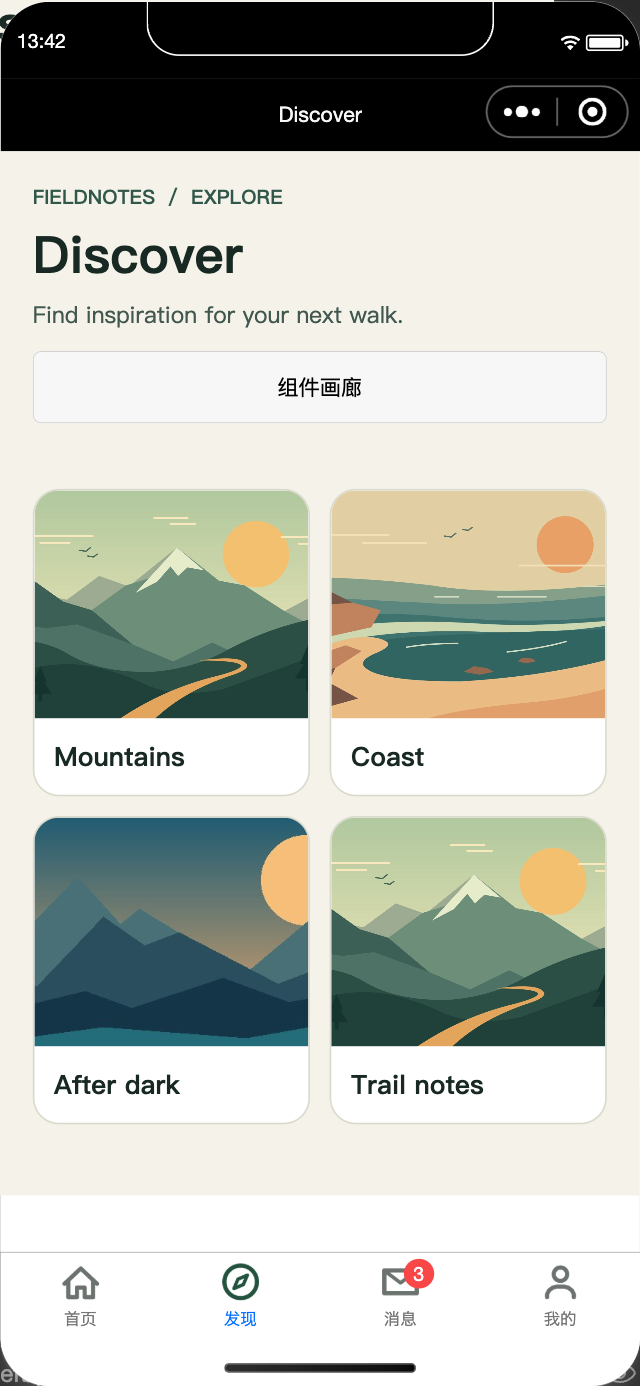 13:42
Discover
FIELDNOTES / EXPLORE
Discover
Find inspiration for your next walk.
组件画廊
Mountains
Coast
After dark
Trail notes
3
首页
发现
消息
我的